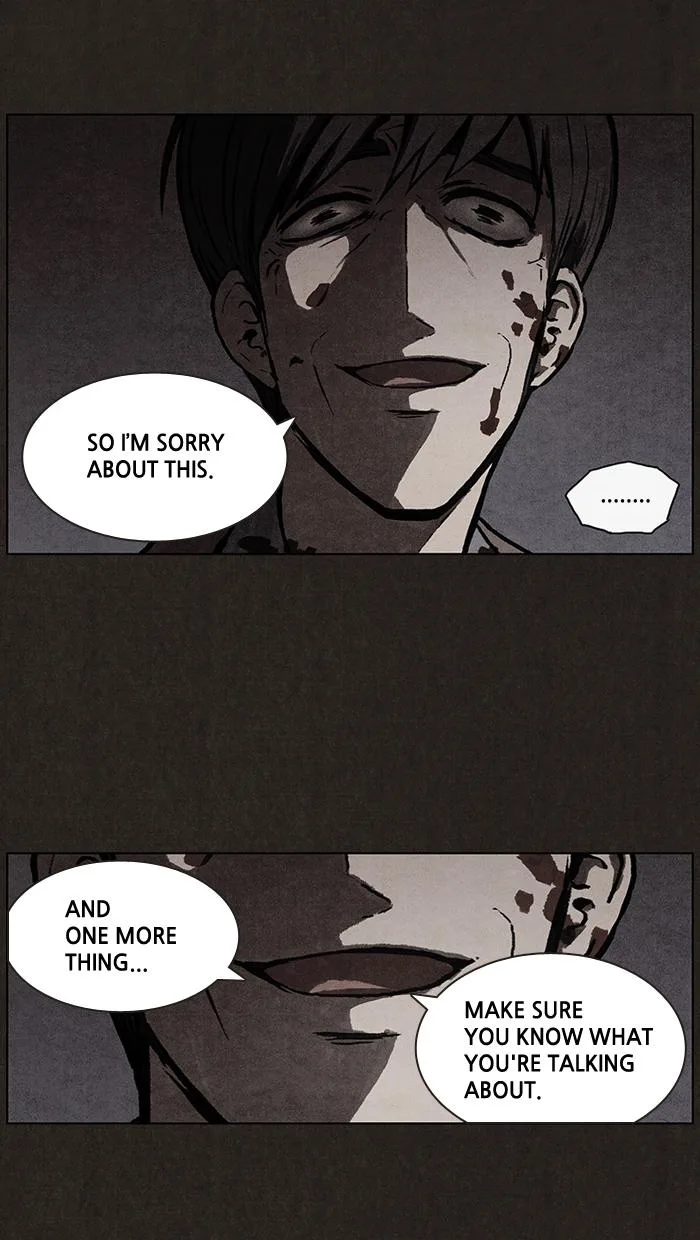 SO I'M SORRY
ABOUT THIS.
........
AND
ONE MORE
THING...
MAKE SURE
YOU KNOW WHAT
YOU'RE TALKING
ABOUT.